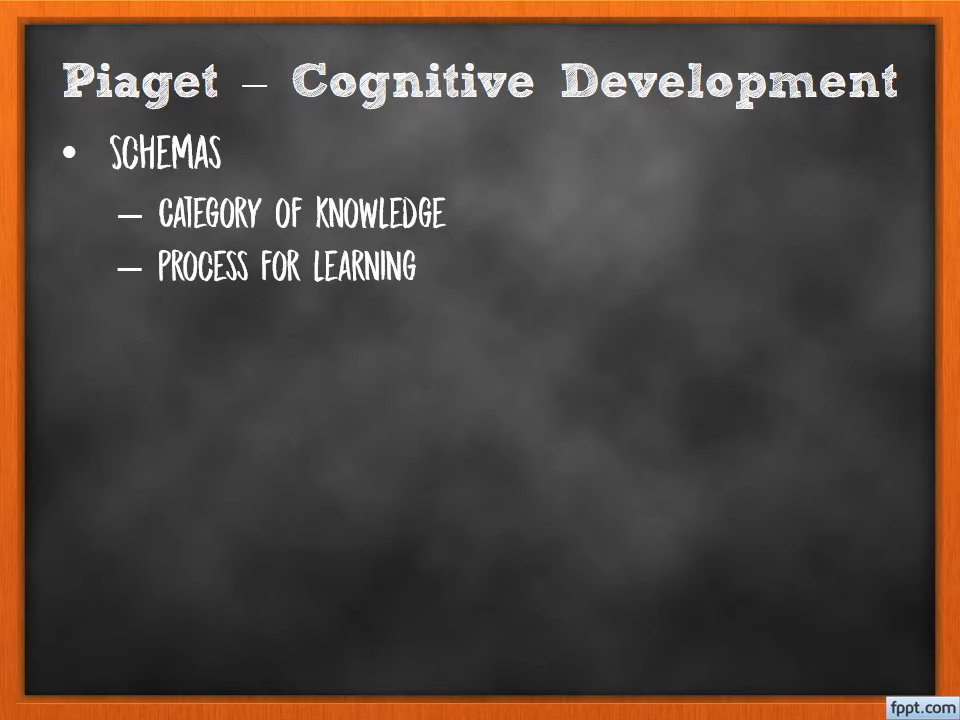 Piaget – Cognitive Development
• SCHEMAS
– CATEGORY OF KNOWLEDGE
– PROCESS FOR LEARNING
fppt.com